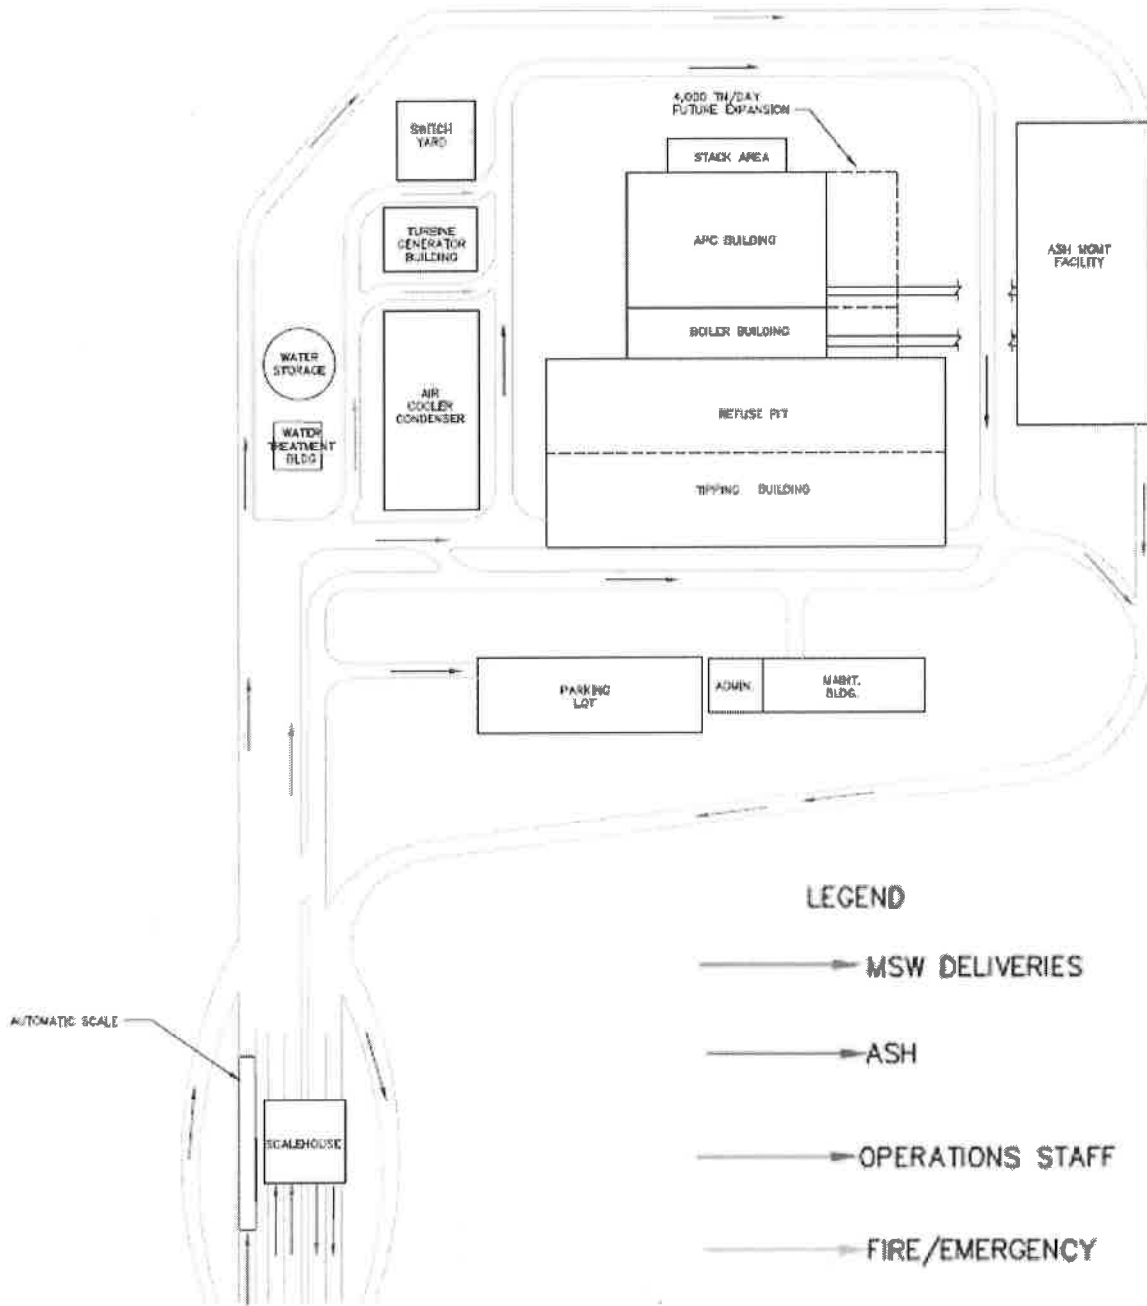 4,000 TN/DAY
FUTURE EXPANSION
SWITCH
YARD
STACK AREA
TURBINE
GENERATOR
BUILDING
APC BUILDING
ASH MGMT
FACILITY
BOILER BUILDING
WATER
STORAGE
AIR
COOLER
CONDENSER
REFUSE PIT
WATER
TREATMENT
BLDG
TIPPING BUILDING
PARKING
LOT
ADMIN.
MAINT.
BLDG.
LEGEND
MSW DELIVERIES
AUTOMATIC SCALE
ASH
SCALEHOUSE
OPERATIONS STAFF
FIRE/EMERGENCY